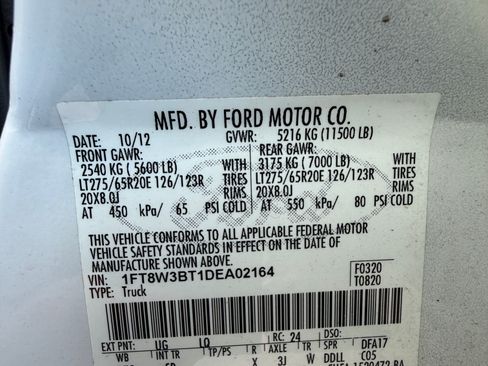 MFD. BY FORD MOTOR CO.
DATE: 10/12 GVWR: 5216 KG (11500 LB)
FRONT GAWR: REAR GAWR:
2540 KG ( 5600 LB) WITH 3175 KG ( 7000 LB) WITH
LT275/65R20E 126/123R TIRES LT275/65R20E 126/123R TIRES
20X8.0J RIMS 20X8.0J RIMS
AT 450 kPa/ 65 PSI COLD AT 550 kPa/ 80 PSI COLD
THIS VEHICLE CONFORMS TO ALL APPLICABLE FEDERAL MOTOR
VEHICLE SAFETY STANDARDS IN EFFECT ON THE DATE OF
MANUFACTURE SHOWN ABOVE.
VIN: 1FT8W3BT1DEA02164 F0320
TYPE: Truck T0820
EXT PNT: UG LQ RC: 24 DSO:
WB INT TR TP/PS R AXLE TR SPR DFA17
X 3J W DDLL C05